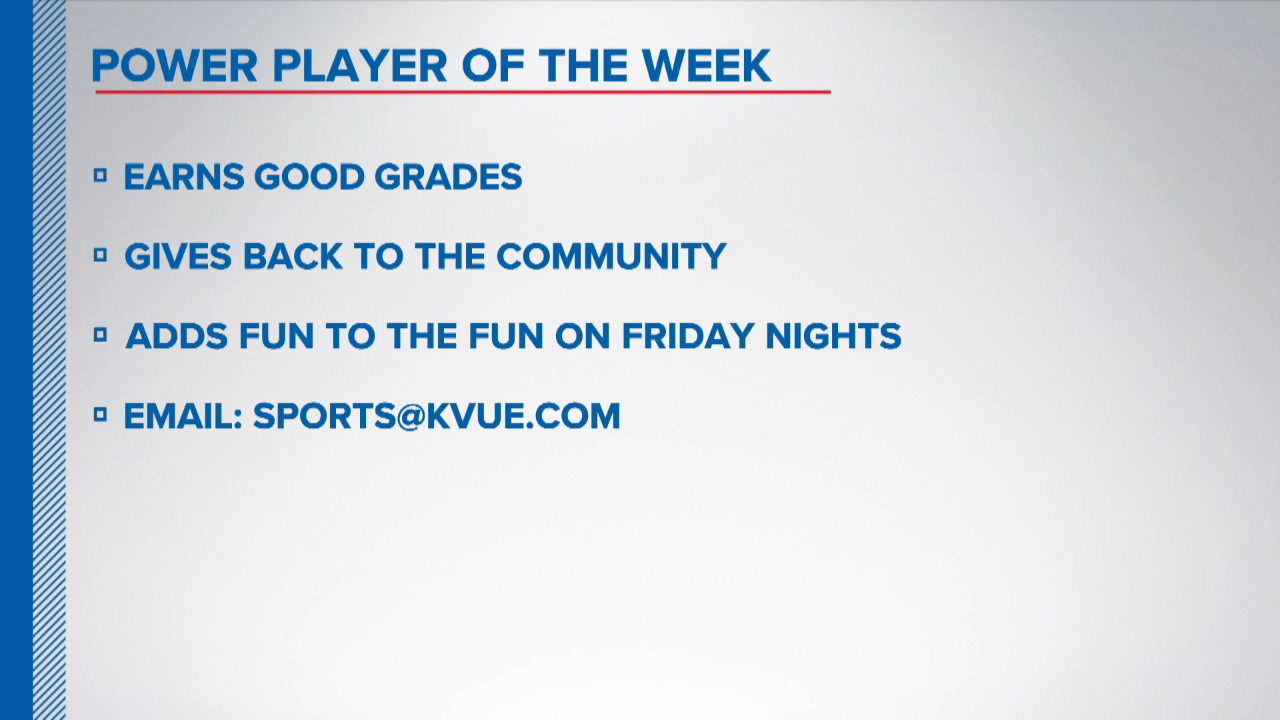 POWER PLAYER OF THE WEEK
EARNS GOOD GRADES
GIVES BACK TO THE COMMUNITY
ADDS FUN TO THE FUN ON FRIDAY NIGHTS
EMAIL: SPORTS@KVUE.COM